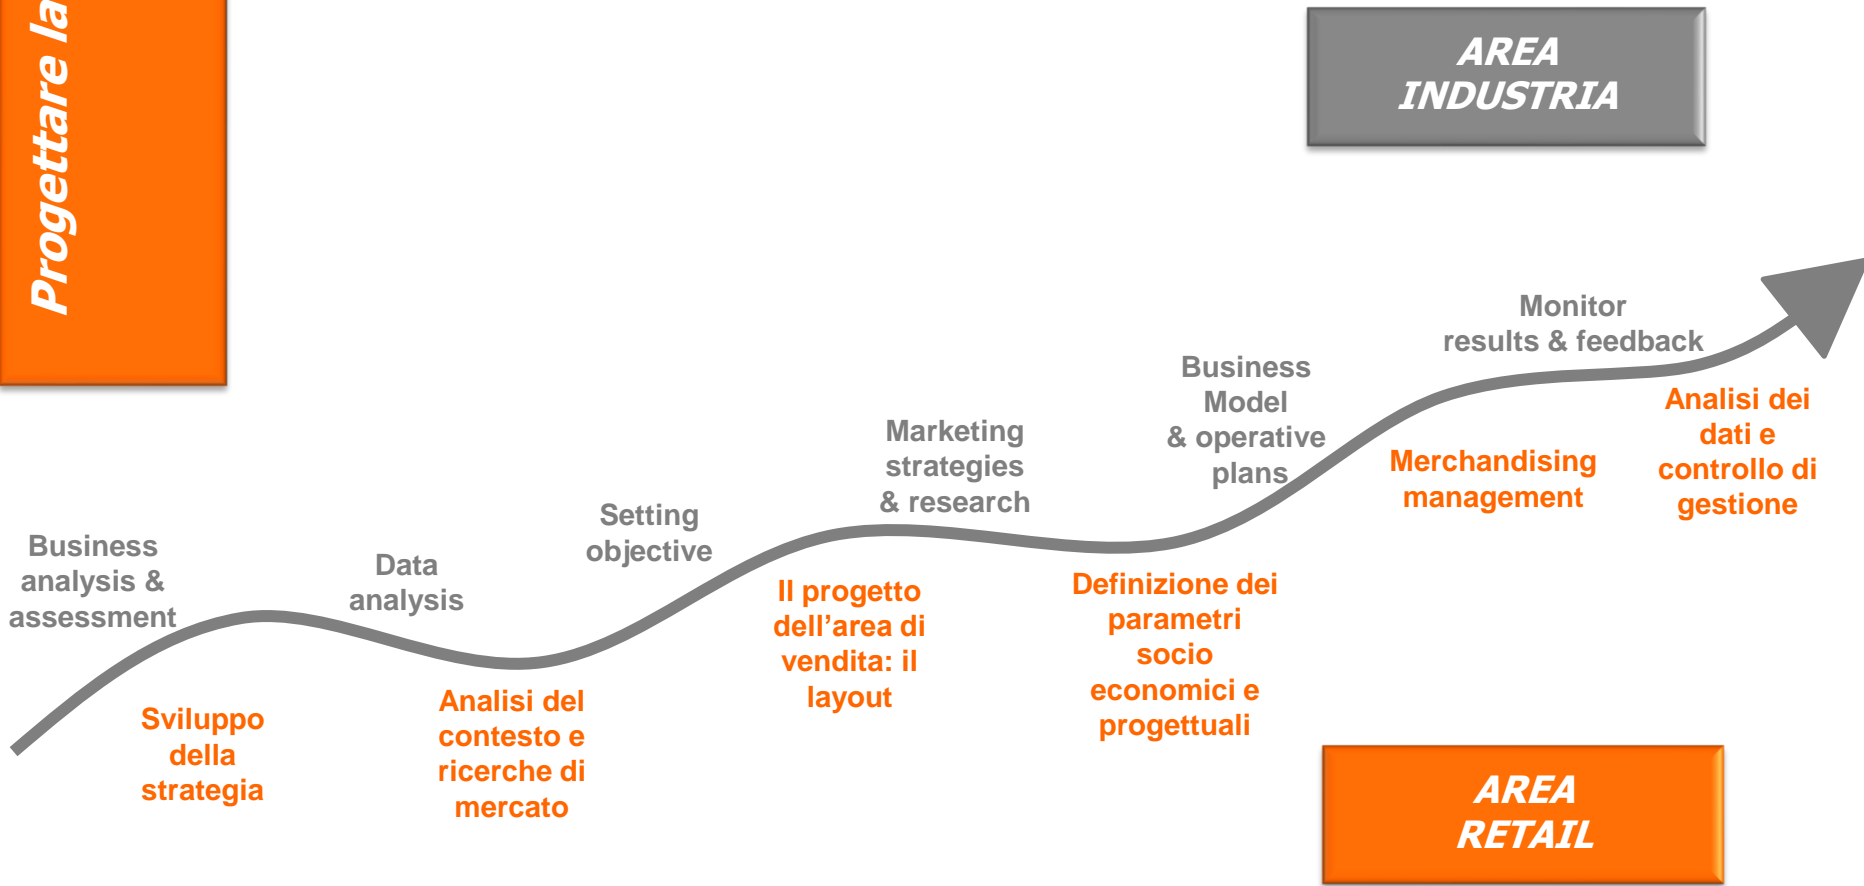 Progettare la
AREA
INDUSTRIA
Business
analysis &
assessment
Data
analysis
Setting
objective
Marketing
strategies
& research
Business
Model
& operative
plans
Monitor
results & feedback
Sviluppo
della
strategia
Analisi del
contesto e
ricerche di
mercato
Il progetto
dell’area di
vendita: il
layout
Definizione dei
parametri
socio
economici e
progettuali
Merchandising
management
Analisi dei
dati e
controllo di
gestione
AREA
RETAIL